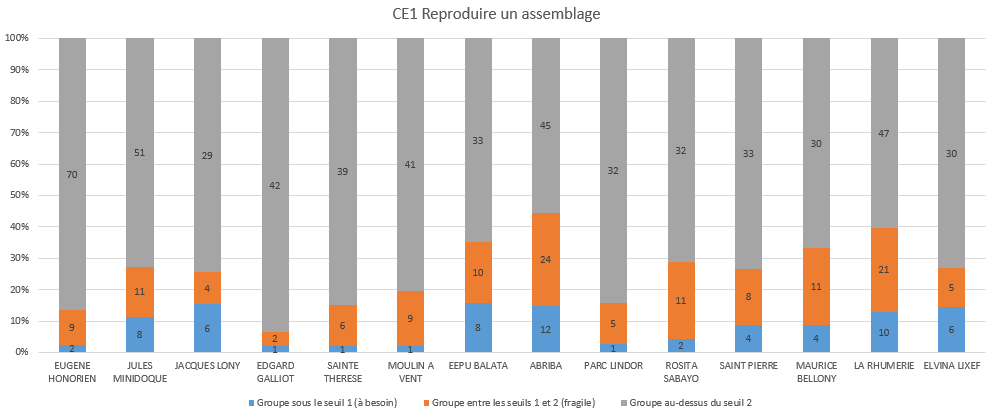 CE1 Reproduire un assemblage
100%
90%
80%
70%
60%
50%
40%
30%
20%
10%
0%
70 51 29 42 39 41 33 45 32 32 33 30 47 30
9 11 4 2 6 9 10 24 5 11 8 11 21 5
2 8 6 1 1 1 8 12 1 2 4 4 10 6
EUGENE HONORIEN
JULES MINIDOQUE
JACQUES LONY
EDGARD GALLIOT
SAINTE THERESE
MOULIN A VENT
EEPU BALATA
ABRIBA
PARC LINDOR
ROSITA SABAYO
SAINT PIERRE
MAURICE BELLONY
LA RHUMERIE
ELVINA LIXEF
Groupe sous le seuil 1 (à besoin) Groupe entre les seuils 1 et 2 (fragile) Groupe au-dessus du seuil 2